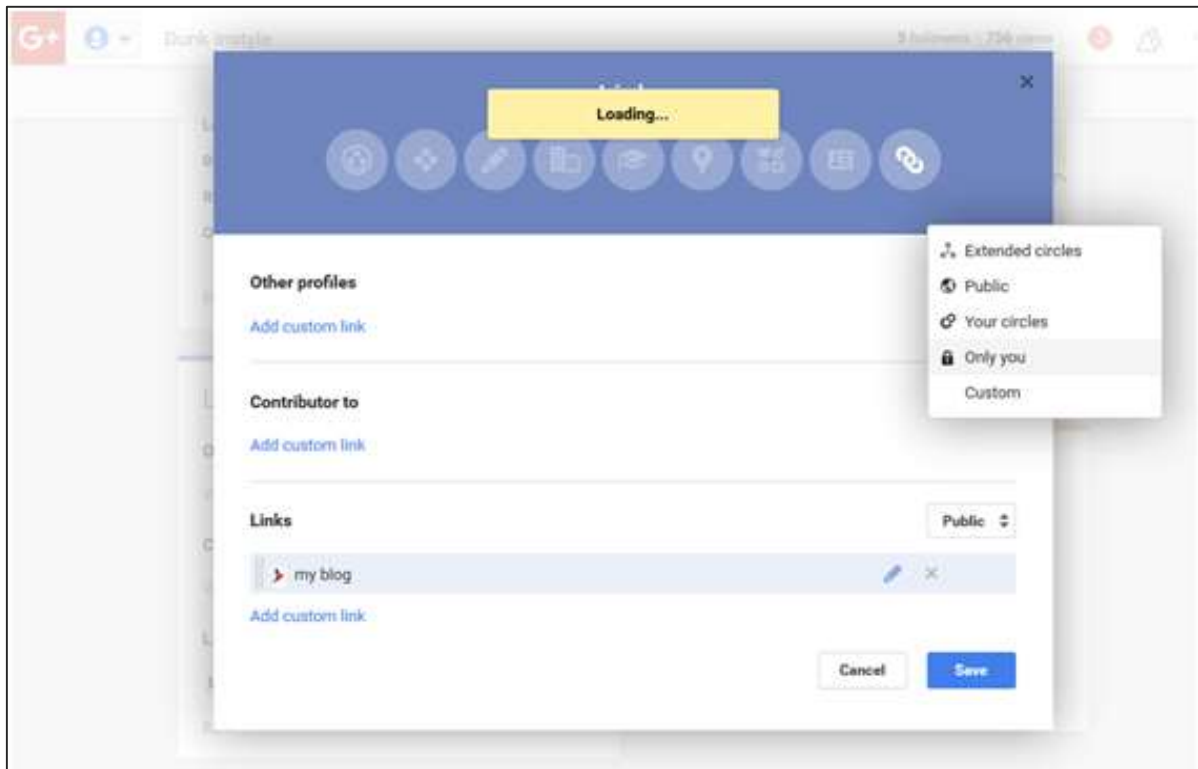 G+
Loading...
Extended circles
Other profiles
Public
Add custom link
Your circles
Only you
Contributor to
Custom
Add custom link
Links
Public
my blog
Add custom link
Cancel
Save